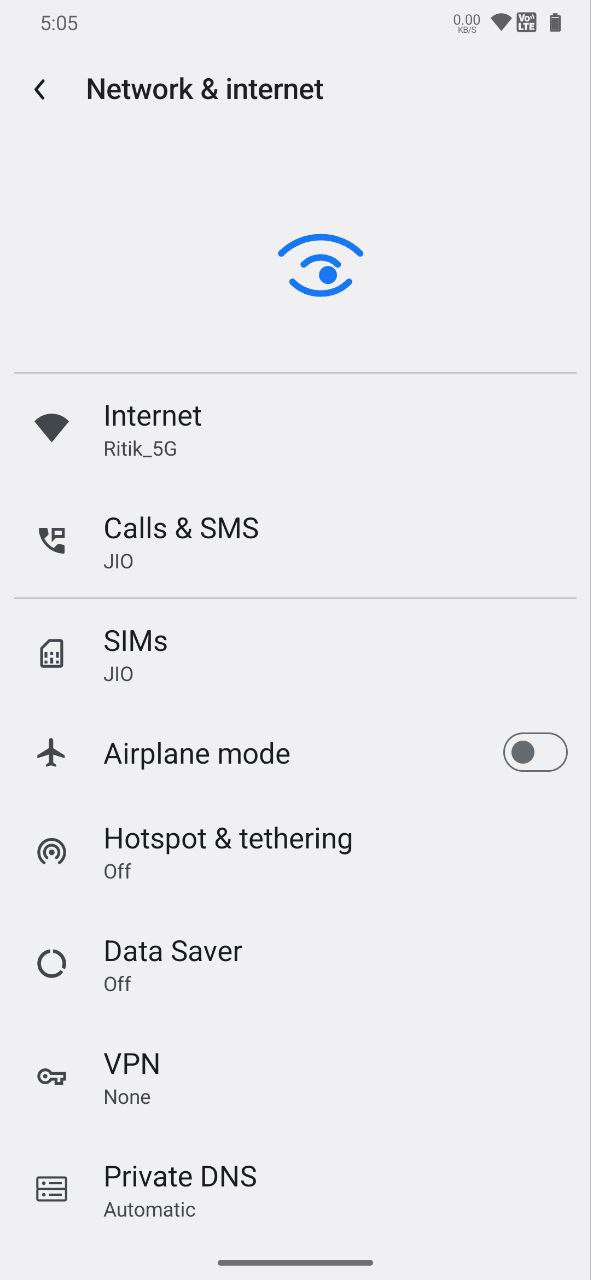 5:05
0.00
KB/S
Vo
LTE
Network & internet
Internet
Ritik_5G
Calls & SMS
JIO
SIMs
JIO
Airplane mode
Hotspot & tethering
Off
Data Saver
Off
VPN
None
Private DNS
Automatic